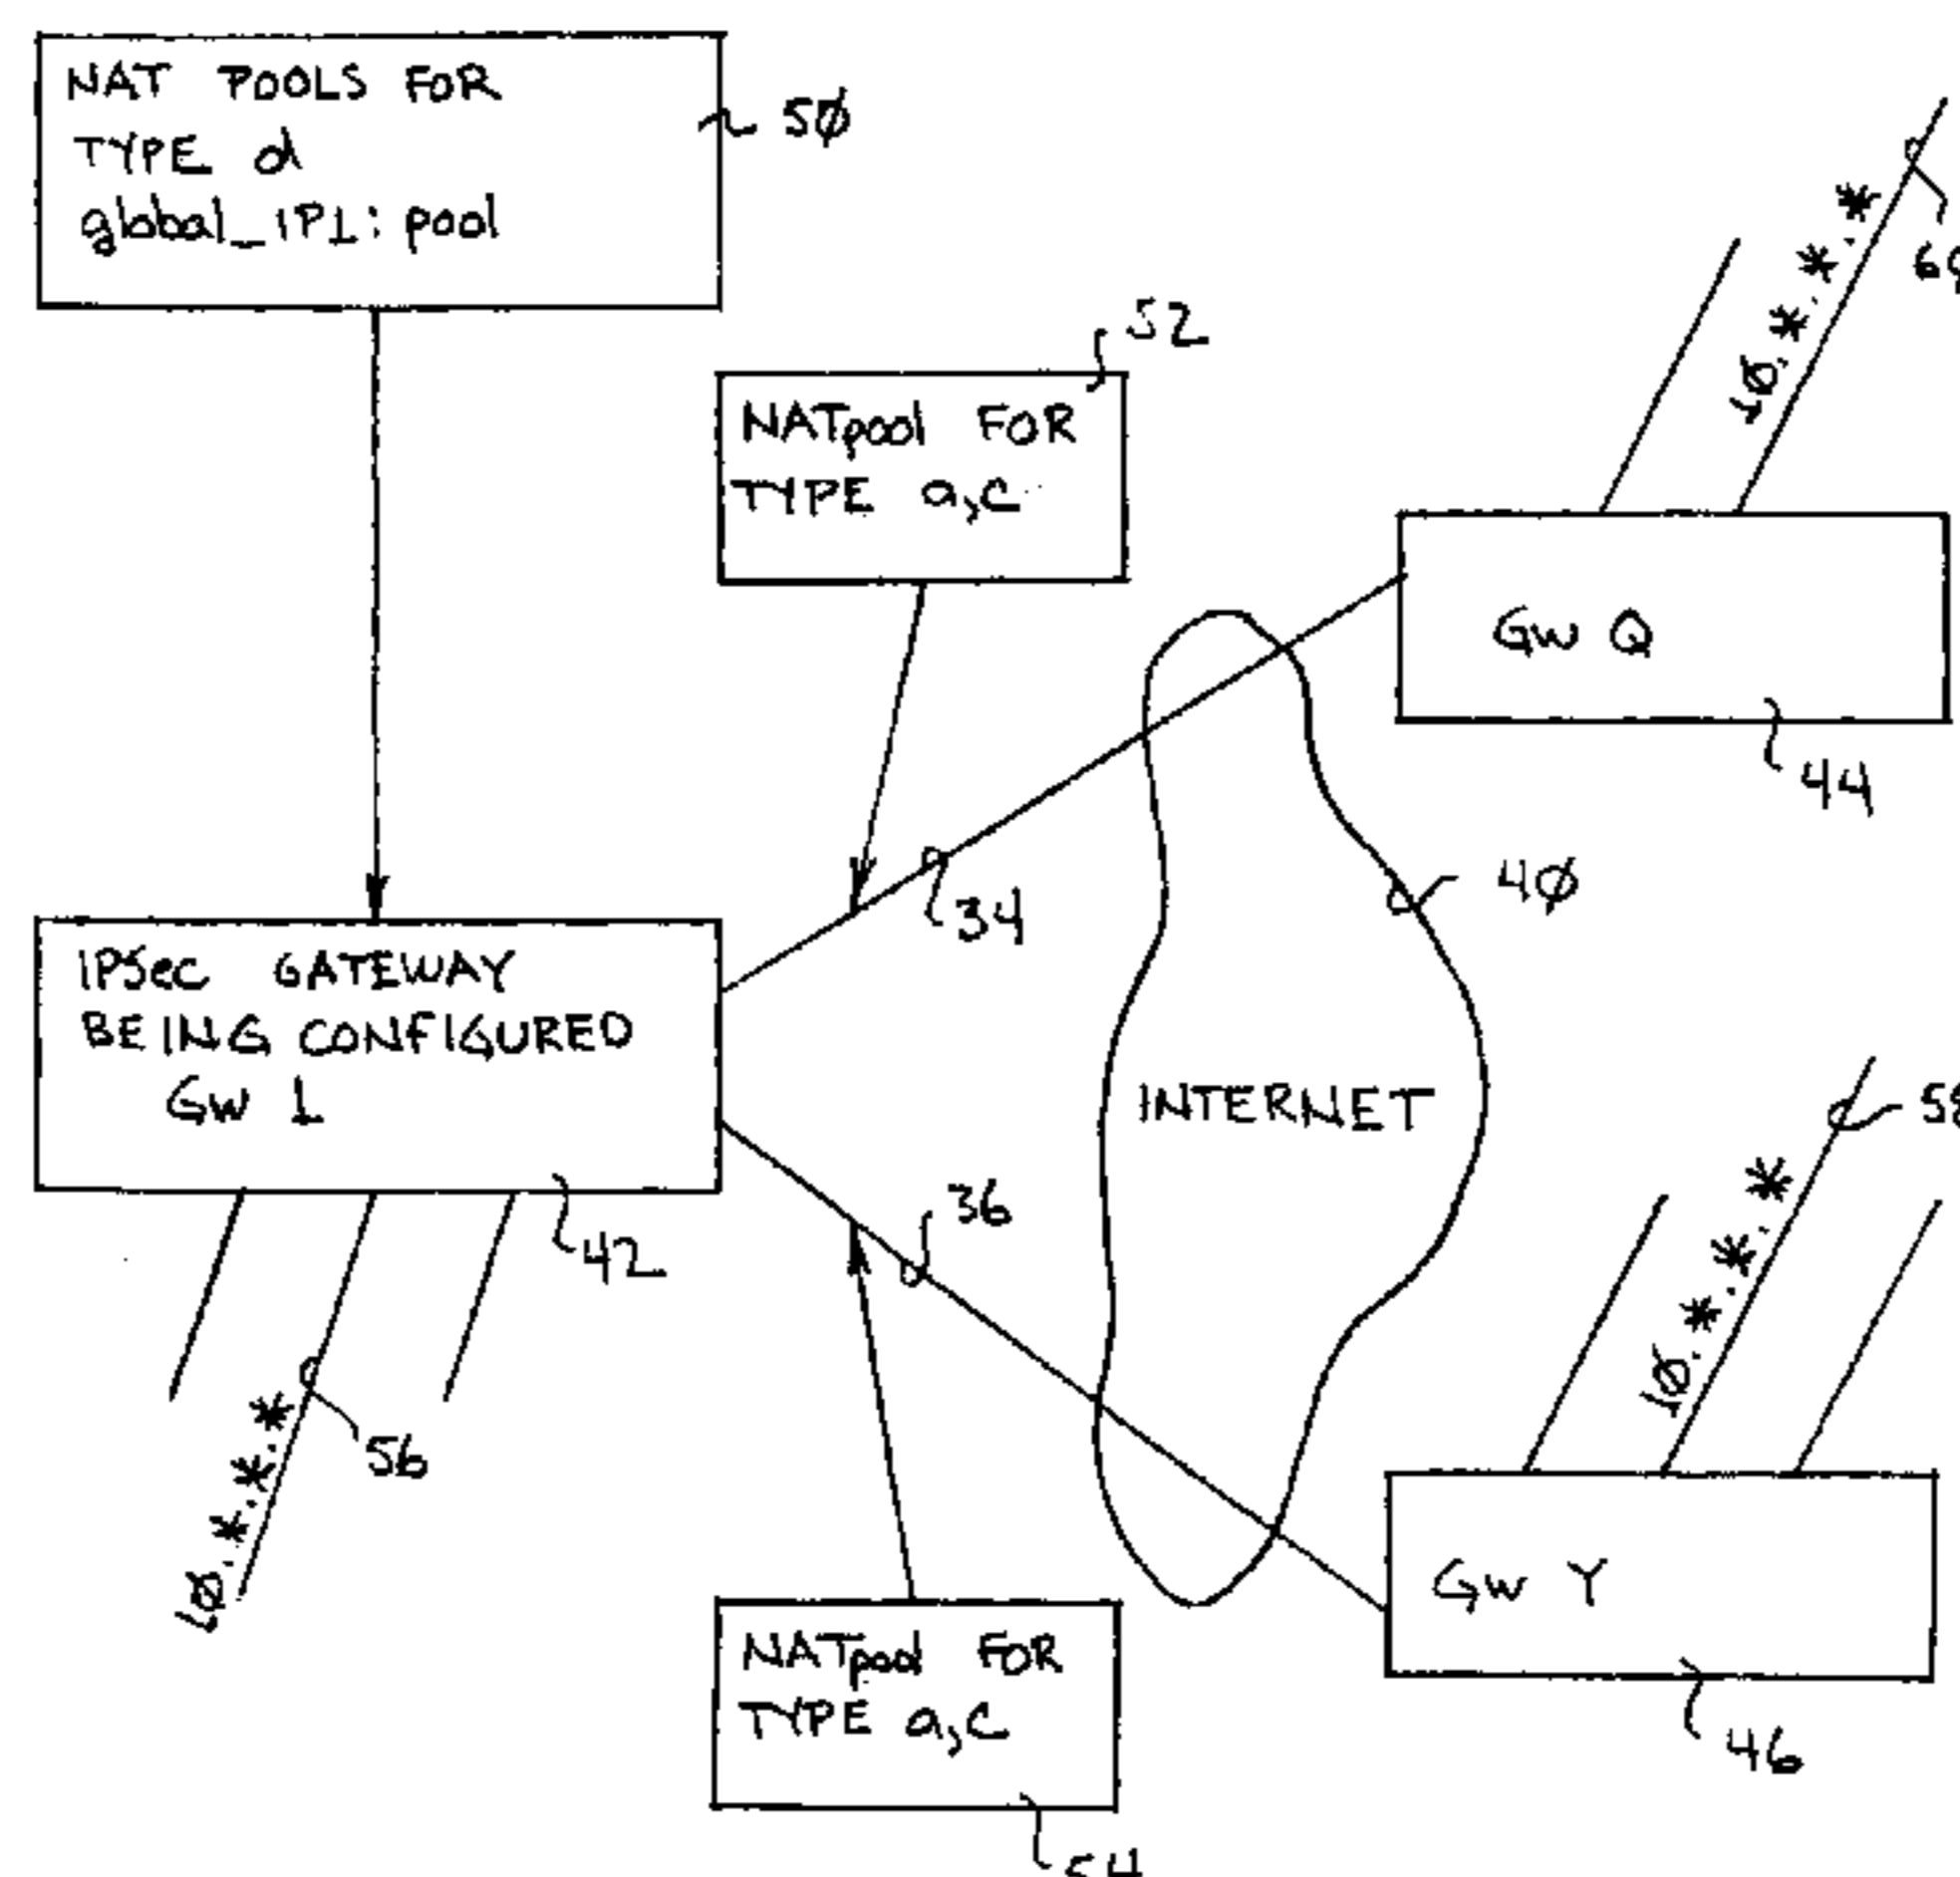 NAT POOLS FOR
TYPE d
global_IP1: pool
50
52
NATpool FOR
TYPE a,c
10.*.*.*
GW Q
44
34
40
IPSec GATEWAY
BEING CONFIGURED
GW 1
42
INTERNET
36
10.*.*.*
56
10.*.*.*
GW Y
46
NATpool FOR
TYPE a,c
54